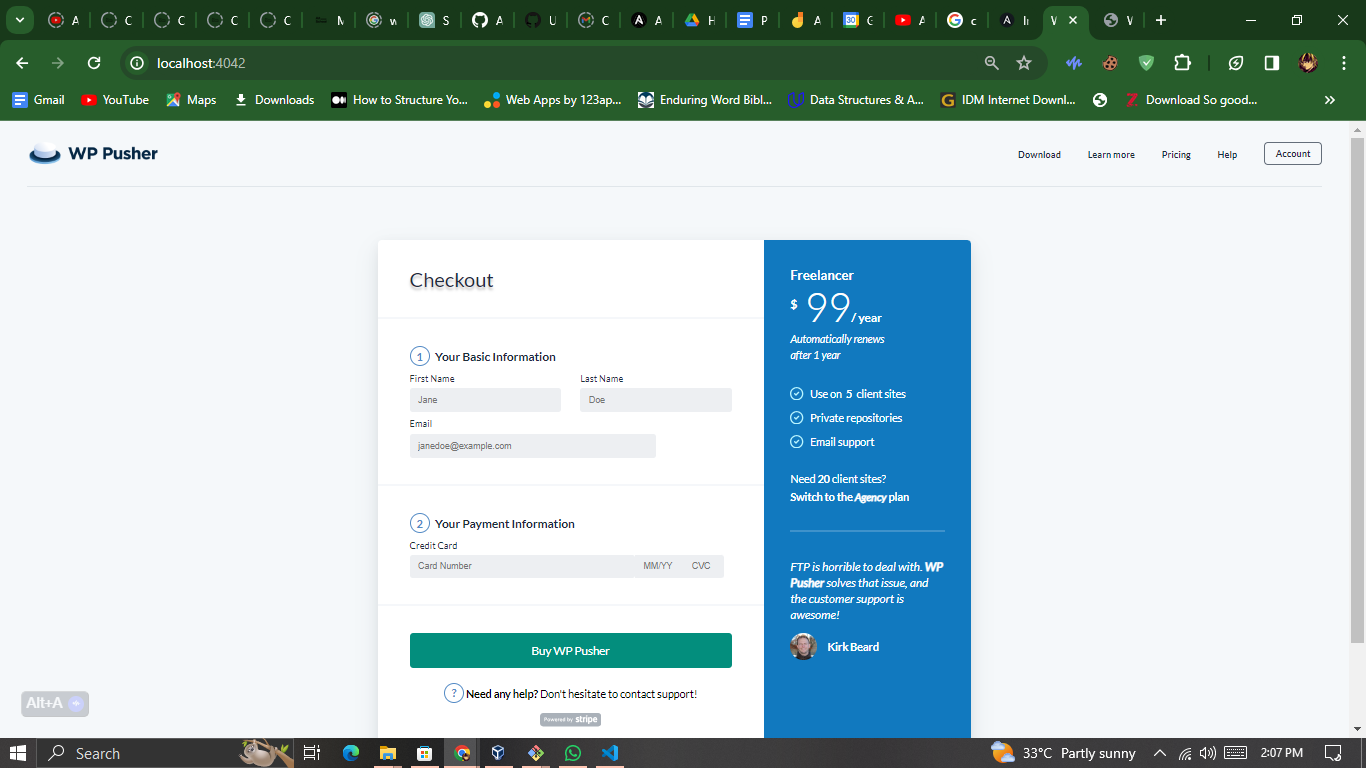 A
C
C
C
C
M
w
S
A
U
C
A
H
P
A
G
A
c
Ir
W
localhost:4042
Gmail
YouTube
Maps
Downloads
How to Structure Yo...
Web Apps by 123ap...
Enduring Word Bibl...
Data Structures & A...
IDM Internet Downl...
Download So good...
WP Pusher
Download
Learn more
Pricing
Help
Account
Checkout
1 Your Basic Information
First Name
Last Name
Jane
Doe
Email
janedoe@example.com
2 Your Payment Information
Credit Card
Card Number
MM/YY
CVC
Buy WP Pusher
? Need any help? Don't hesitate to contact support!
Powered by stripe
Freelancer
$ 99/ year
Automatically renews
after 1 year
Use on 5 client sites
Private repositories
Email support
Need 20 client sites?
Switch to the Agency plan
FTP is horrible to deal with. WP
Pusher solves that issue, and
the customer support is
awesome!
Kirk Beard
Alt+A
Search
33°C Partly sunny
2:07 PM